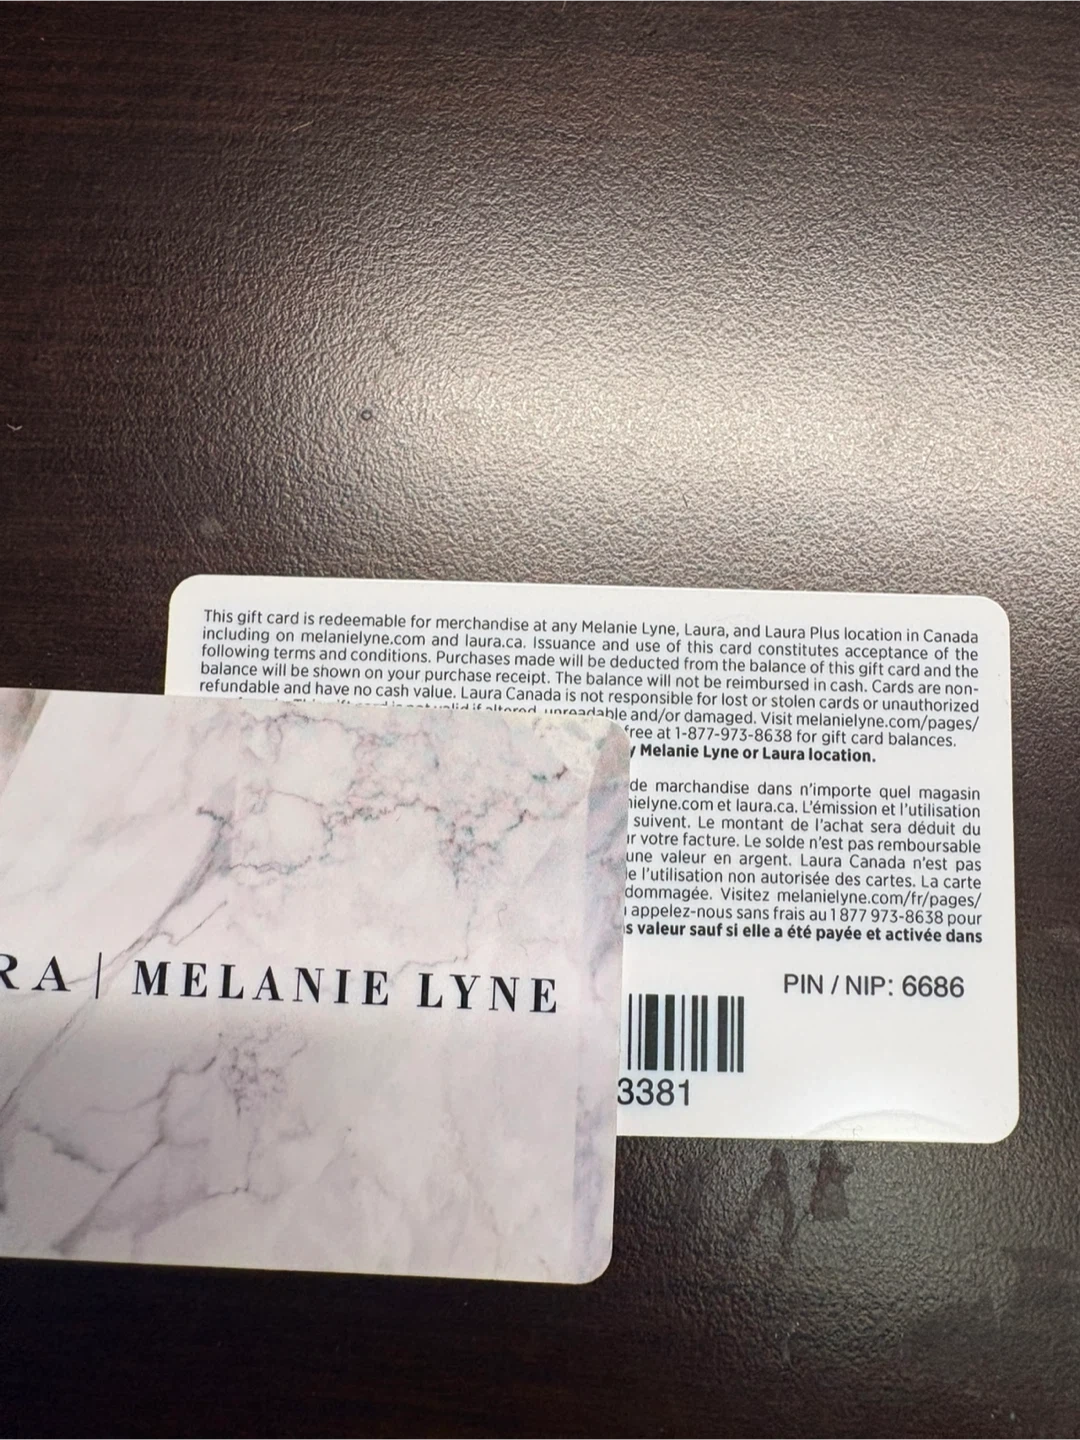 This gift card is redeemable for merchandise at any Melanie Lyne, Laura, and Laura Plus location in Canada
including on melanielyne.com and laura.ca. Issuance and use of this card constitutes acceptance of the
following terms and conditions. Purchases made will be deducted from the balance of this gift card and the
balance will be shown on your purchase receipt. The balance will not be reimbursed in cash. Cards are non-
refundable and have no cash value. Laura Canada is not responsible for lost or stolen cards or unauthorized
valid if altered, unreadable and/or damaged. Visit melanielyne.com/pages/
free at 1-877-973-8638 for gift card balances.
Melanie Lyne or Laura location.
de marchandise dans n'importe quel magasin
nielyne.com et laura.ca. L'émission et l'utilisation
suivent. Le montant de l'achat sera déduit du
votre facture. Le solde n'est pas remboursable
une valeur en argent. Laura Canada n'est pas
l'utilisation non autorisée des cartes. La carte
dommagée. Visitez melanielyne.com/fr/pages/
appelez-nous sans frais au 1 877 973-8638 pour
valeur sauf si elle a été payée et activée dans
PIN / NIP: 6686
3381
RA | MELANIE LYNE